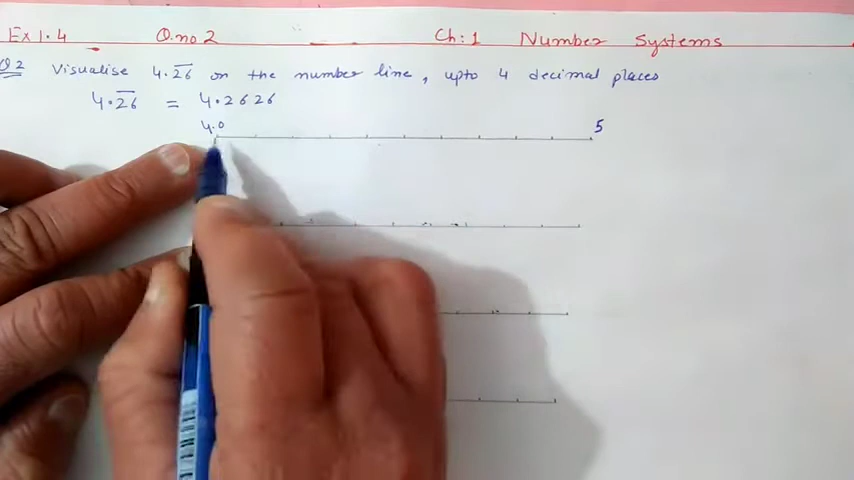 Ex 1.4 Q.no 2 Ch:1 Number Systems
Q2 Visualise 4.2̅6̅ on the number line, upto 4 decimal places
4.2̅6̅ = 4.2626
4.0 5